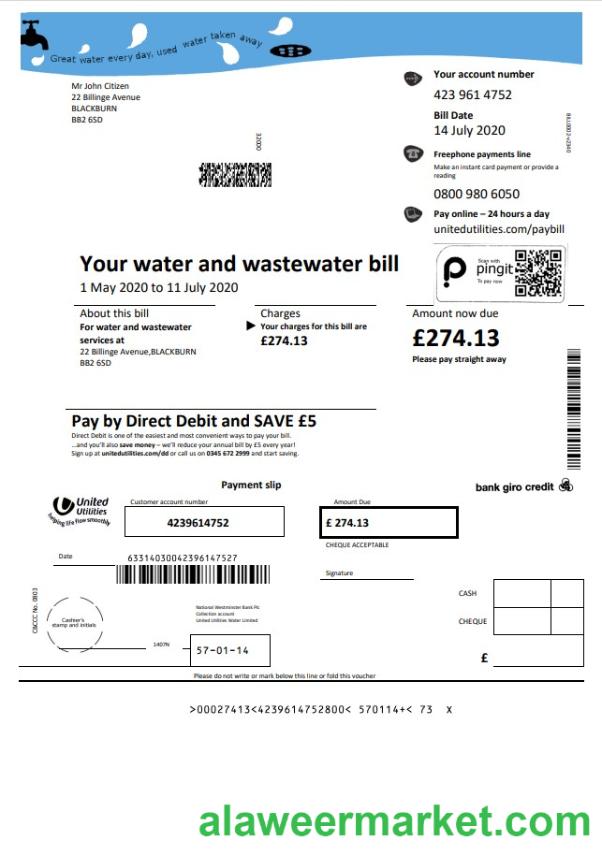 Great water every day, used water taken away
Mr John Citizen
22 Billinge Avenue
BLACKBURN
BB2 6SD
32000
Your account number
423 961 4752
Bill Date
14 July 2020
Freephone payments line
Make an instant card payment or provide a
reading
0800 980 6050
Pay online – 24 hours a day
unitedutilities.com/paybill
Scan with
pingit
To pay now
Your water and wastewater bill
1 May 2020 to 11 July 2020
About this bill
For water and wastewater
services at
22 Billinge Avenue,BLACKBURN
BB2 6SD
Charges
Your charges for this bill are
£274.13
Amount now due
£274.13
Please pay straight away
Pay by Direct Debit and SAVE £5
Direct Debit is one of the easiest and most convenient ways to pay your bill.
...and you'll also save money – we'll reduce your annual bill by £5 every year!
Sign up at unitedutilities.com/dd or call us on 0345 672 2999 and start saving.
Payment slip
bank giro credit
United
Utilities
helping life flow smoothly
Customer account number
4239614752
Amount Due
£ 274.13
CHEQUE ACCEPTABLE
Date
63314030042396147527
Signature
CASH
CHEQUE
£
CBCCC No. 0803
Cashier's
stamp and initials
National Westminster Bank Plc
Collection account
United Utilities Water Limited
1407N
57-01-14
Please do not write or mark below this line or fold this voucher
>00027413<4239614752800< 570114+< 73 X
alaweermarket.com